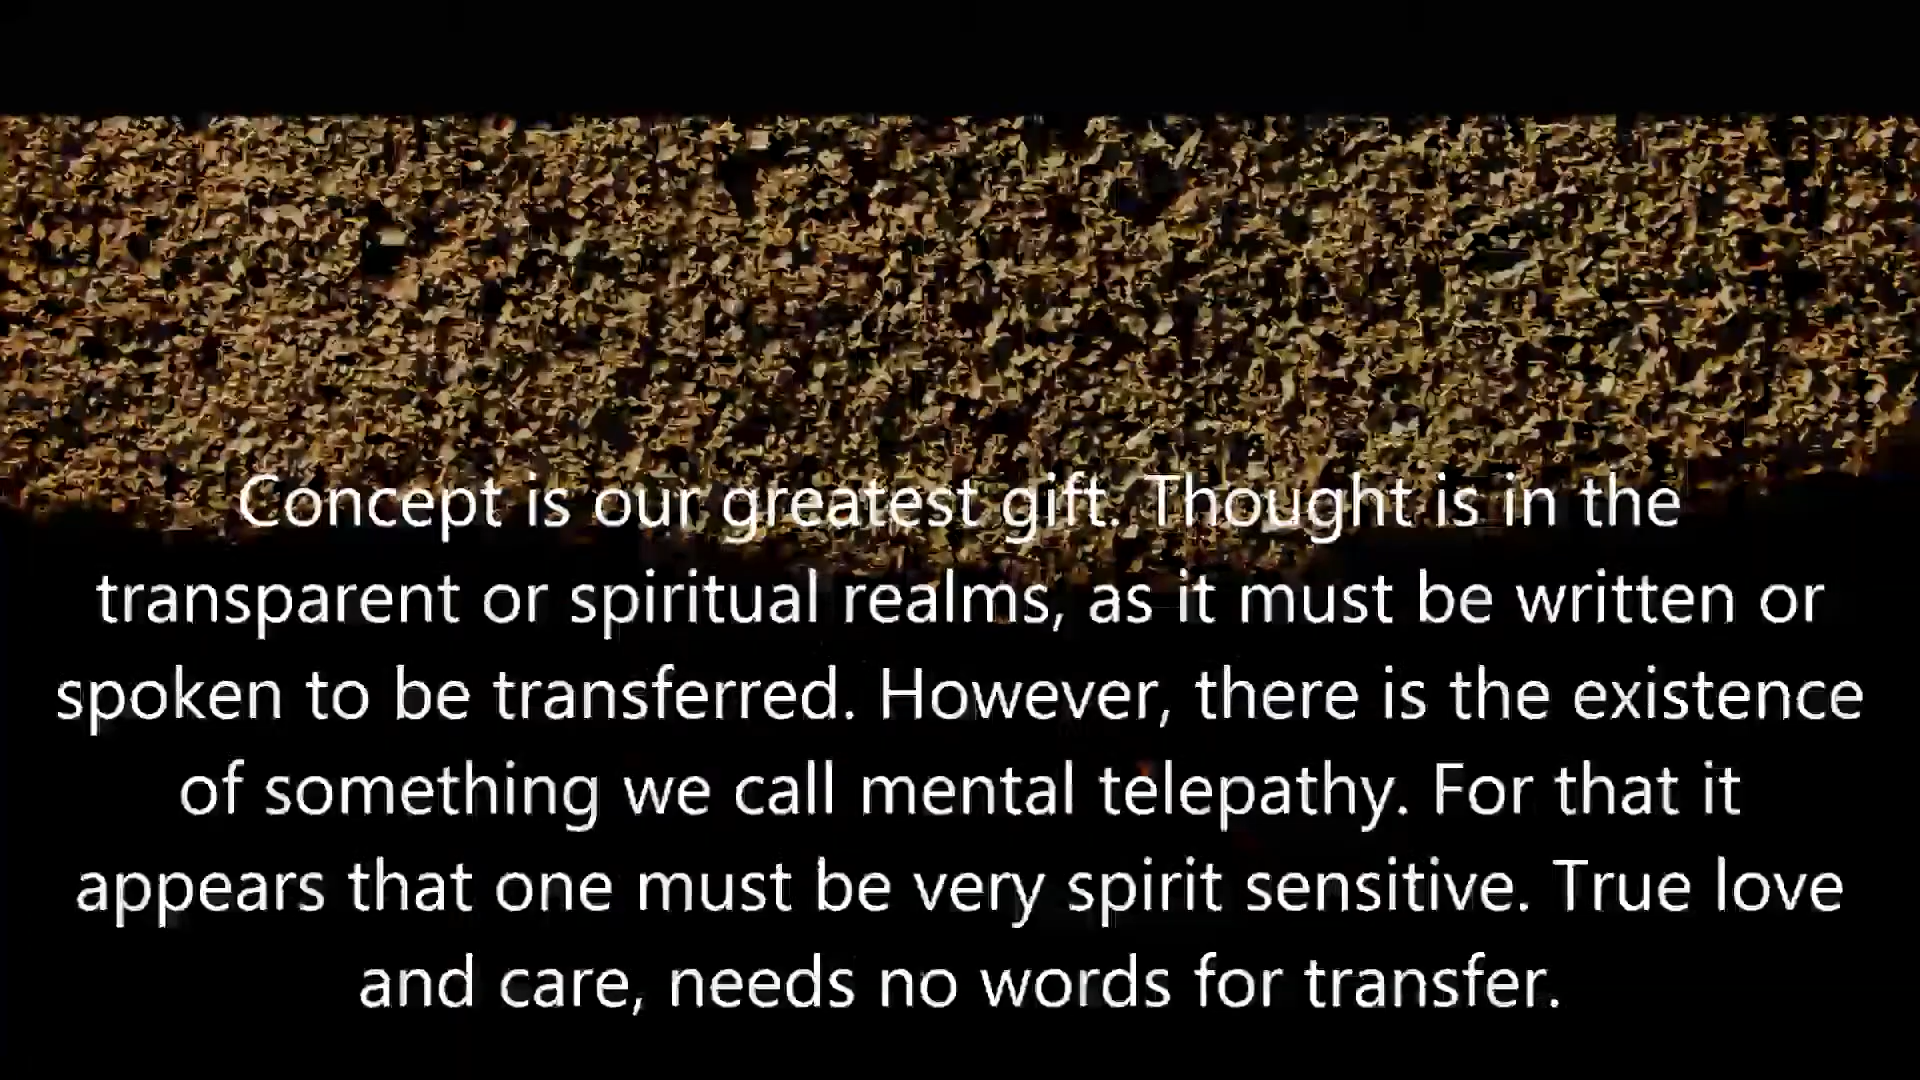 Concept is our greatest gift. Thought is in the
transparent or spiritual realms, as it must be written or
spoken to be transferred. However, there is the existence
of something we call mental telepathy. For that it
appears that one must be very spirit sensitive. True love
and care, needs no words for transfer.